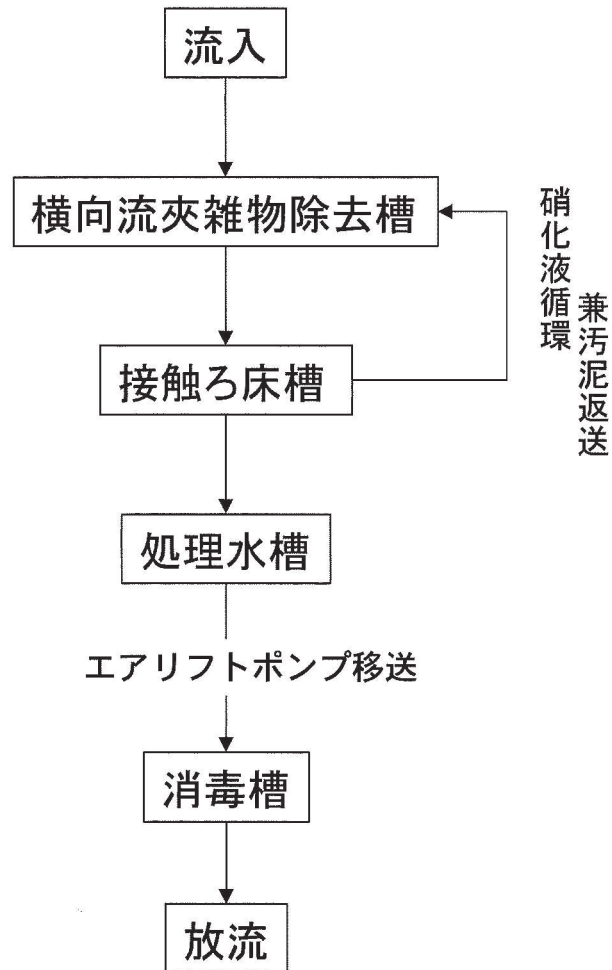 流入
横向流夾雑物除去槽
硝化液循環
兼汚泥返送
接触ろ床槽
処理水槽
エアリフトポンプ移送
消毒槽
放流